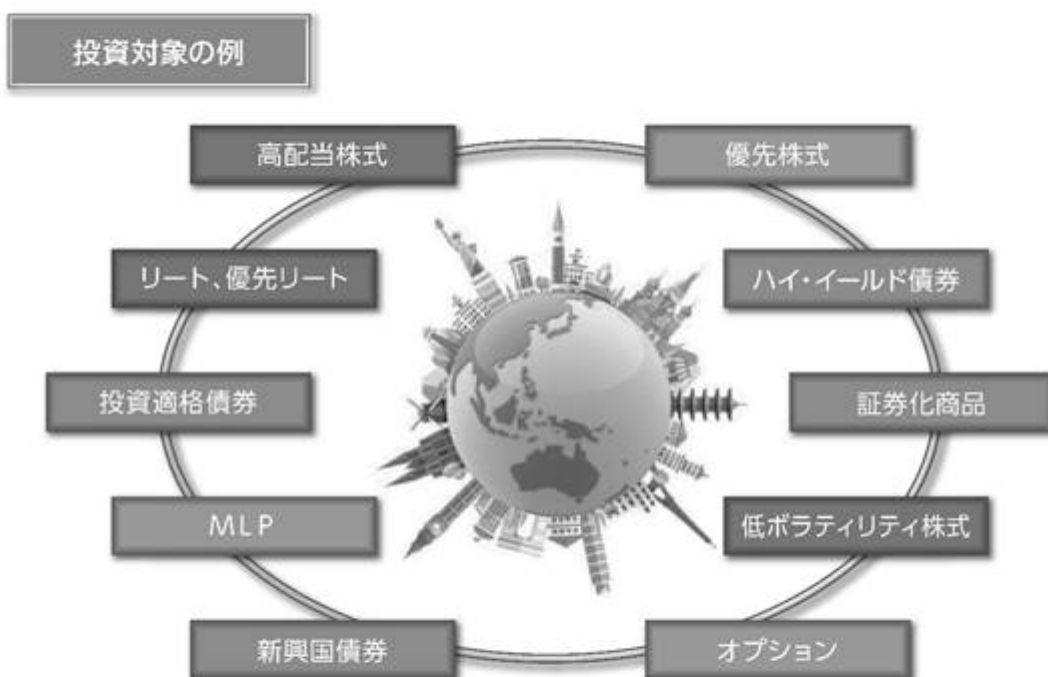 投資対象の例
高配当株式
優先株式
リート、優先リート
ハイ・イールド債券
投資適格債券
証券化商品
MLP
低ボラティリティ株式
新興国債券
オプション